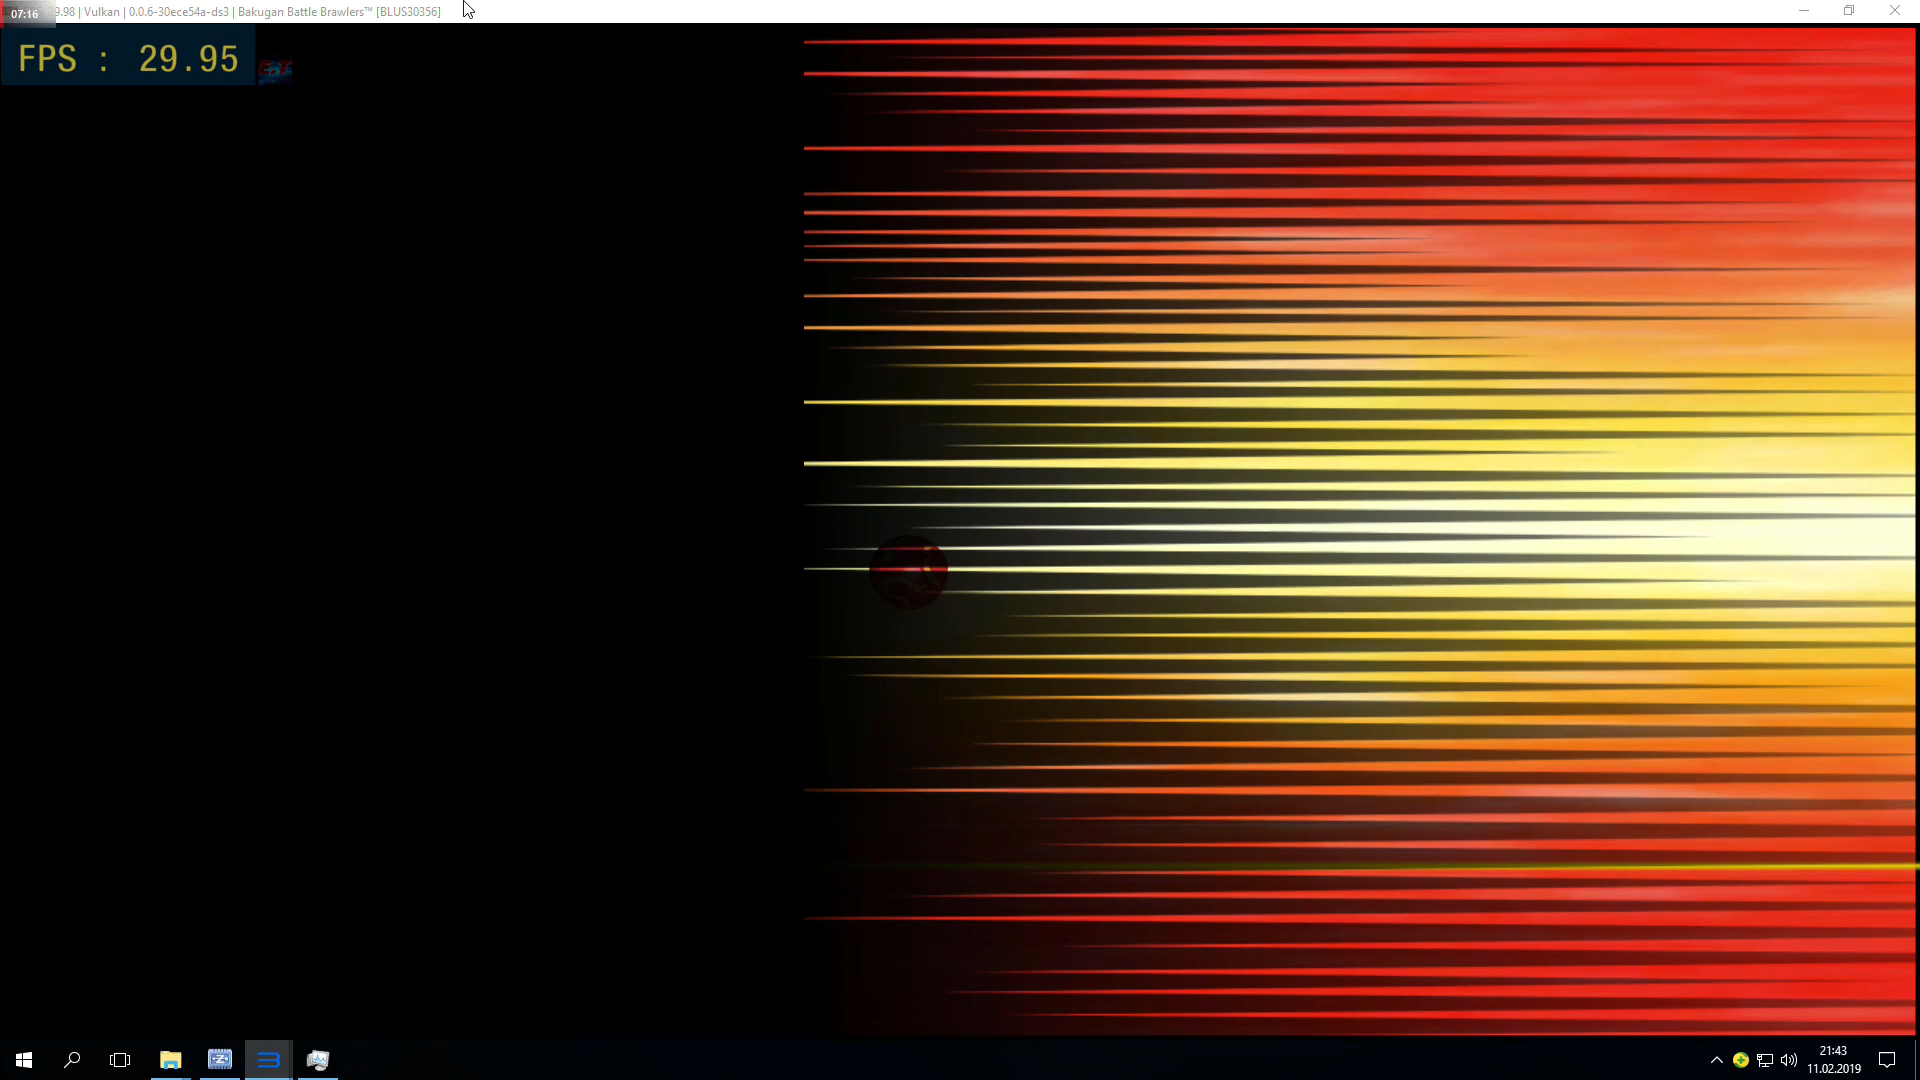 07:16
9.98 | Vulkan | 0.0.6-30ece54a-ds3 | Bakugan Battle Brawlers™ [BLUS30356]
FPS : 29.95
21:43
11.02.2019